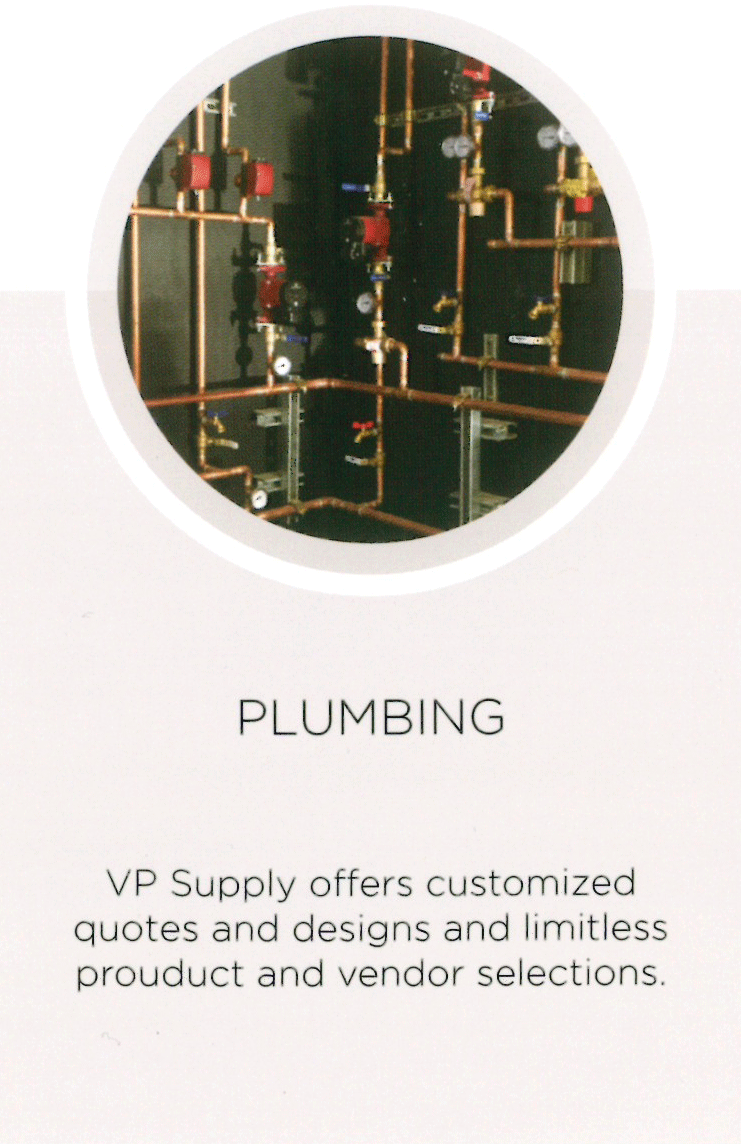 PLUMBING
VP Supply offers customized
quotes and designs and limitless
prouduct and vendor selections.